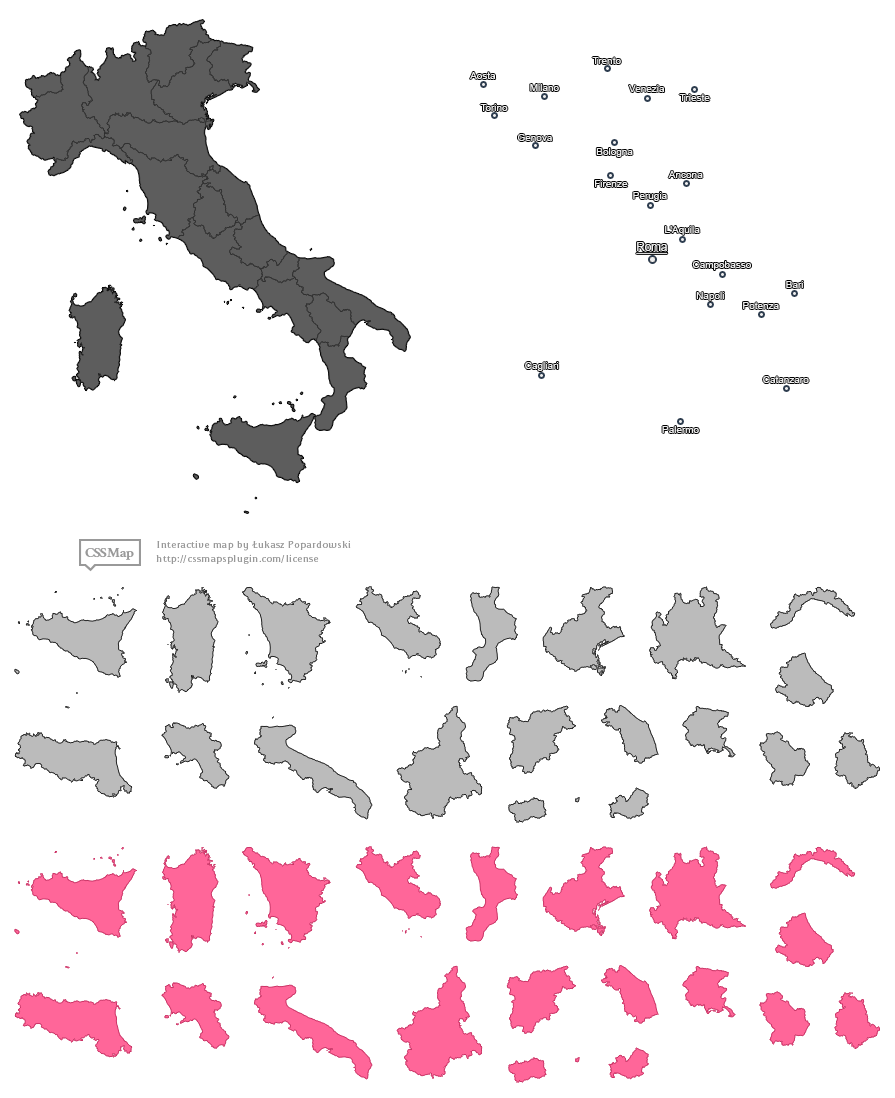 Trento
Aosta
Milano
Venezia
Trieste
Torino
Genova
Bologna
Firenze
Ancona
Perugia
L'Aquila
Roma
Campobasso
Bari
Napoli
Potenza
Cagliari
Catanzaro
Palermo
CSSMap
Interactive map by Łukasz Popardowski
http://cssmapsplugin.com/license